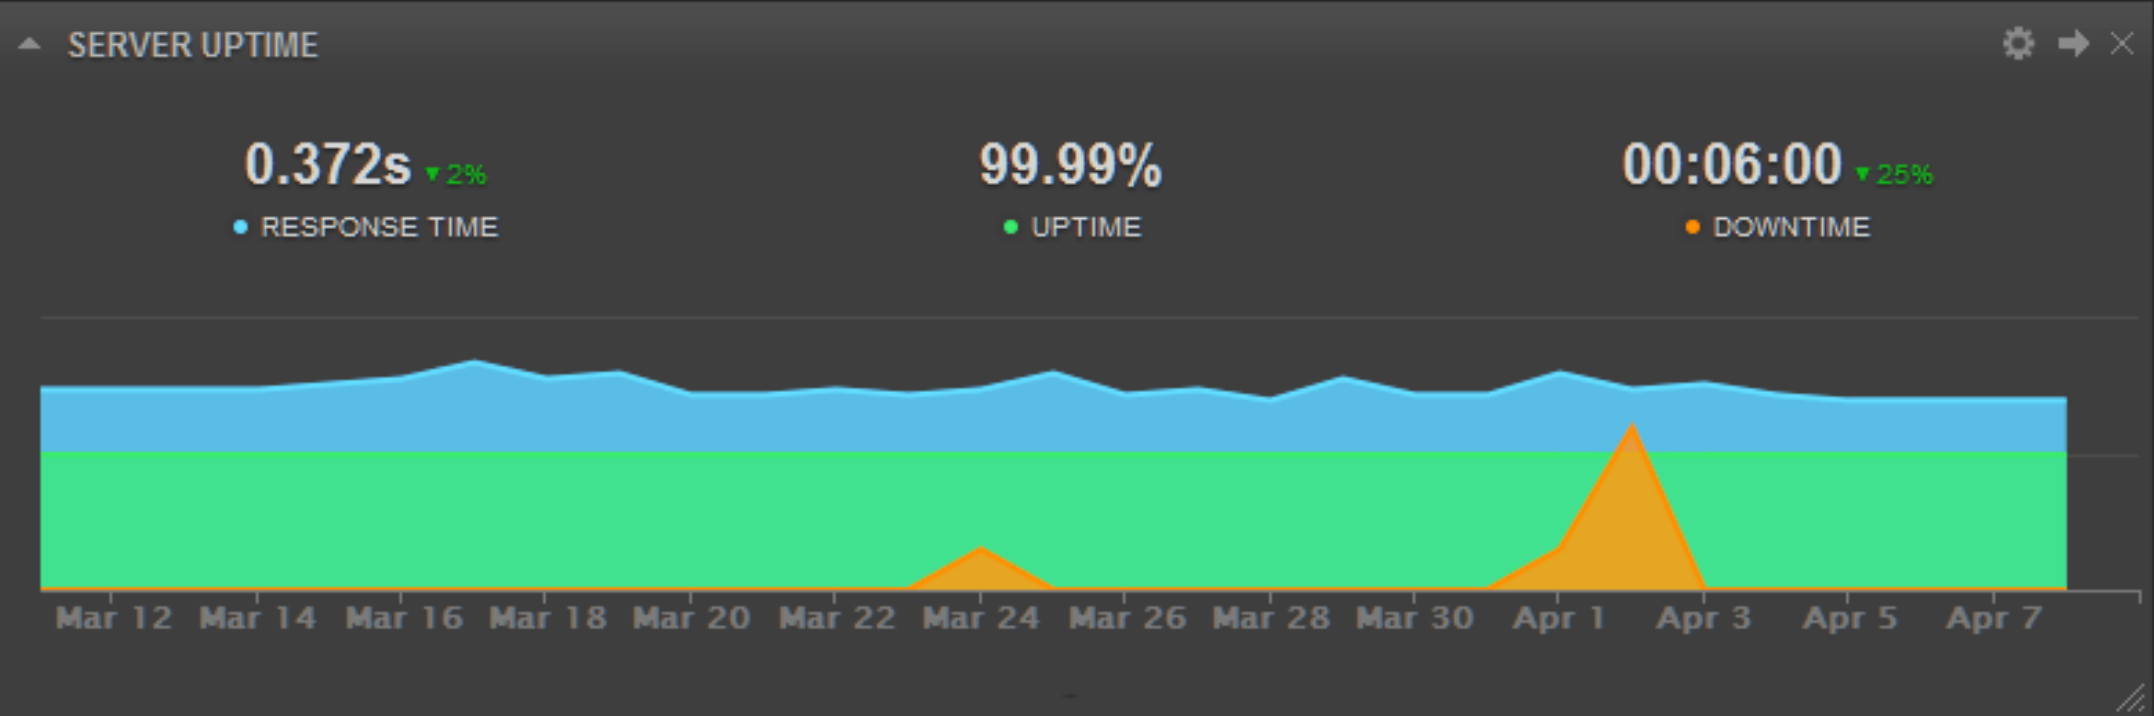 SERVER UPTIME
0.372s ▼2%
RESPONSE TIME
99.99%
UPTIME
00:06:00 ▼25%
DOWNTIME
Mar 12 Mar 14 Mar 16 Mar 18 Mar 20 Mar 22 Mar 24 Mar 26 Mar 28 Mar 30 Apr 1 Apr 3 Apr 5 Apr 7